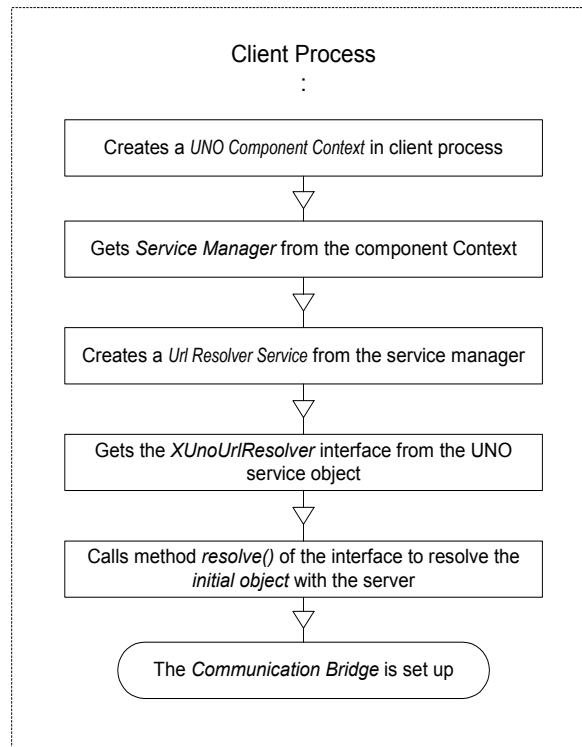 Client Process
:
Creates a UNO Component Context in client process
Gets Service Manager from the component Context
Creates a Url Resolver Service from the service manager
Gets the XUnoUrlResolver interface from the UNO
service object
Calls method resolve() of the interface to resolve the
initial object with the server
The Communication Bridge is set up